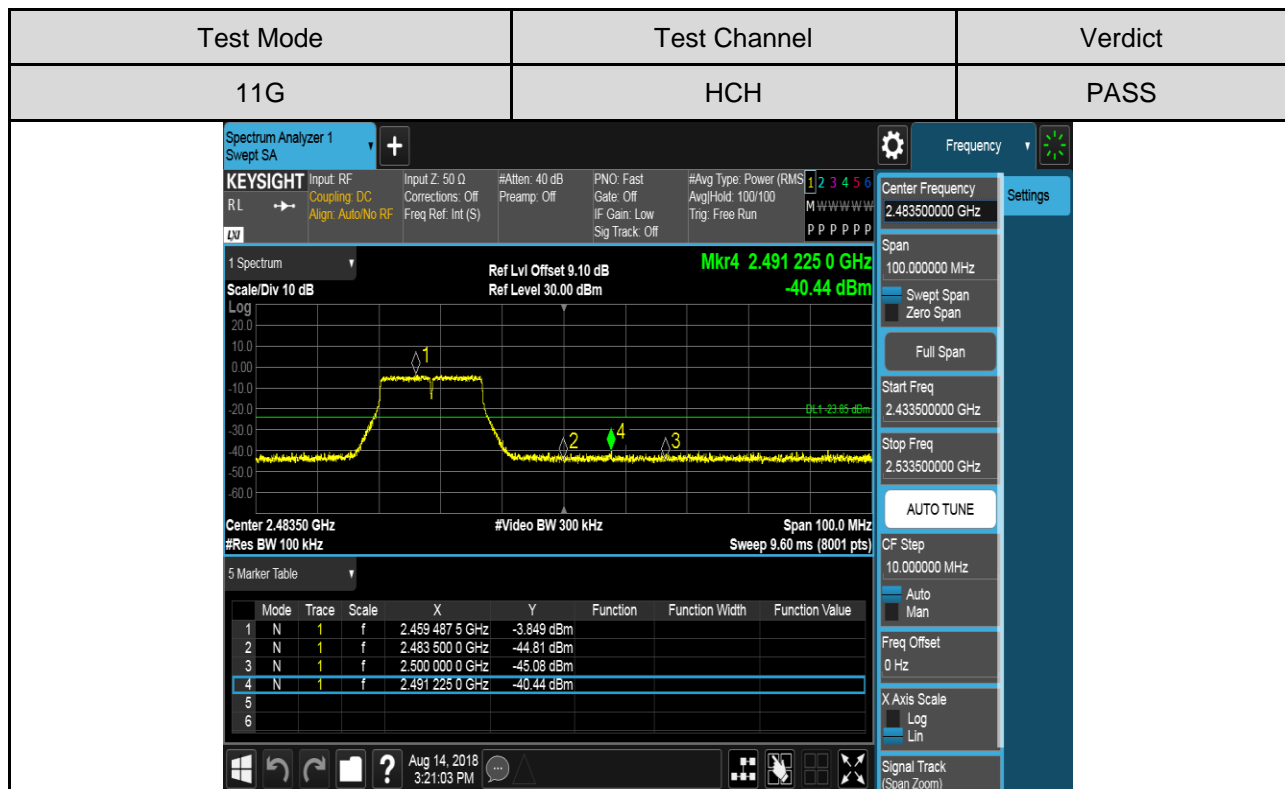 Test Mode Test Channel Verdict
11G HCH PASS
Spectrum Analyzer 1
Swept SA
+
Frequency
KEYSIGHT Input: RF Input Z: 50 Ω #Atten: 40 dB PNO: Fast #Avg Type: Power (RMS 1 2 3 4 5 6
RL Coupling: DC Corrections: Off Preamp: Off Gate: Off Avg|Hold: 100/100 M W W W W W
Align: Auto/No RF Freq Ref: Int (S) IF Gain: Low Trig: Free Run
LXI Sig Track: Off P P P P P P
1 Spectrum
Ref Lvl Offset 9.10 dB Mkr4 2.491 225 0 GHz
Scale/Div 10 dB Ref Level 30.00 dBm -40.44 dBm
Log
20.0
10.0
0.00
-10.0
-20.0
-30.0
-40.0
-50.0
-60.0
1
DL1 -23.85 dBm
2
4
3
Center 2.48350 GHz #Video BW 300 kHz Span 100.0 MHz
#Res BW 100 kHz Sweep 9.60 ms (8001 pts)
5 Marker Table
Mode Trace Scale X Y Function Function Width Function Value
1 N 1 f 2.459 487 5 GHz -3.849 dBm
2 N 1 f 2.483 500 0 GHz -44.81 dBm
3 N 1 f 2.500 000 0 GHz -45.08 dBm
4 N 1 f 2.491 225 0 GHz -40.44 dBm
5
6
?
Aug 14, 2018
3:21:03 PM
Center Frequency
2.483500000 GHz
Settings
Span
100.000000 MHz
Swept Span
Zero Span
Full Span
Start Freq
2.433500000 GHz
Stop Freq
2.533500000 GHz
AUTO TUNE
CF Step
10.000000 MHz
Auto
Man
Freq Offset
0 Hz
X Axis Scale
Log
Lin
Signal Track
(Span Zoom)